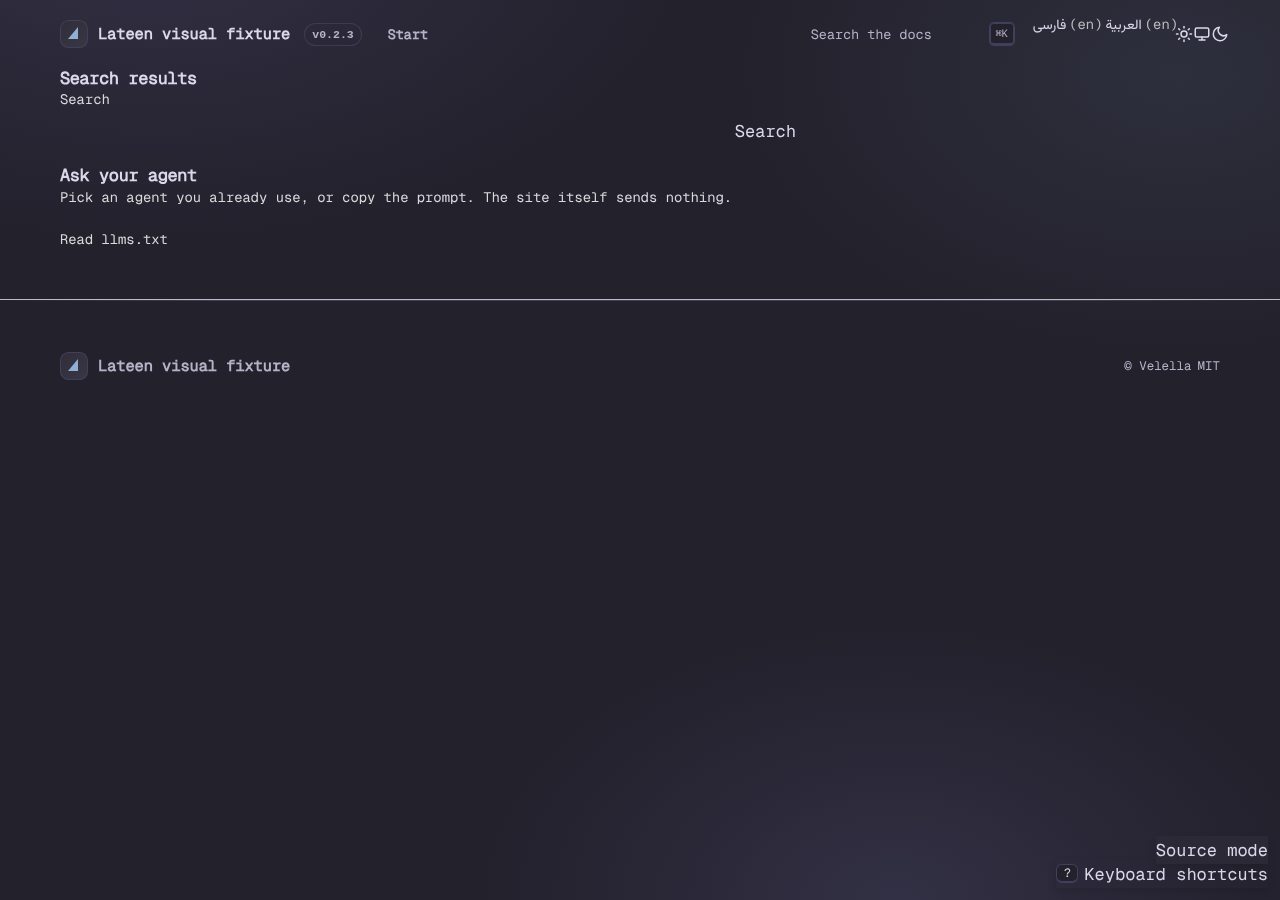 Lateen visual fixture v0.2.3 Start Search the docs ⌘K فارسی (en) العربية (en)
Search results
Search
Search
Ask your agent
Pick an agent you already use, or copy the prompt. The site itself sends nothing.
Read llms.txt
Lateen visual fixture © Velella MIT
Source mode
? Keyboard shortcuts